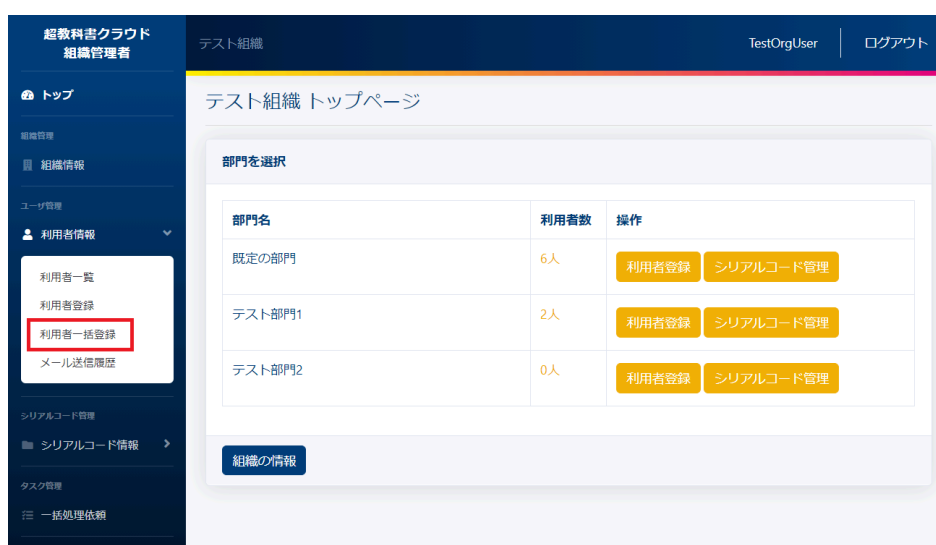 超教科書クラウド
組織管理者
テスト組織
TestOrgUser
ログアウト
トップ
組織管理
組織情報
ユーザ管理
利用者情報
利用者一覧
利用者登録
利用者一括登録
メール送信履歴
シリアルコード管理
シリアルコード情報
タスク管理
一括処理依頼
テスト組織 トップページ
部門を選択
部門名 利用者数 操作
既定の部門 6人 利用者登録 シリアルコード管理
テスト部門1 2人 利用者登録 シリアルコード管理
テスト部門2 0人 利用者登録 シリアルコード管理
組織の情報